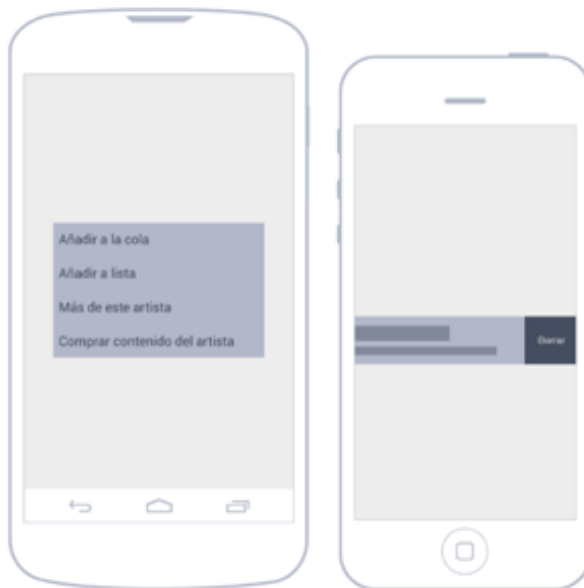 Añadir a la cola
Añadir a lista
Más de este artista
Comprar contenido del artista
Borrar